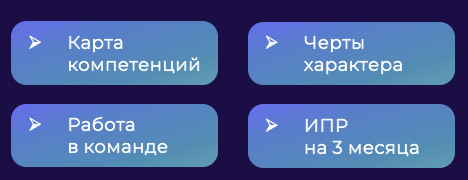 Карта
компетенций
Черты
характера
Работа
в команде
ИПР
на 3 месяца